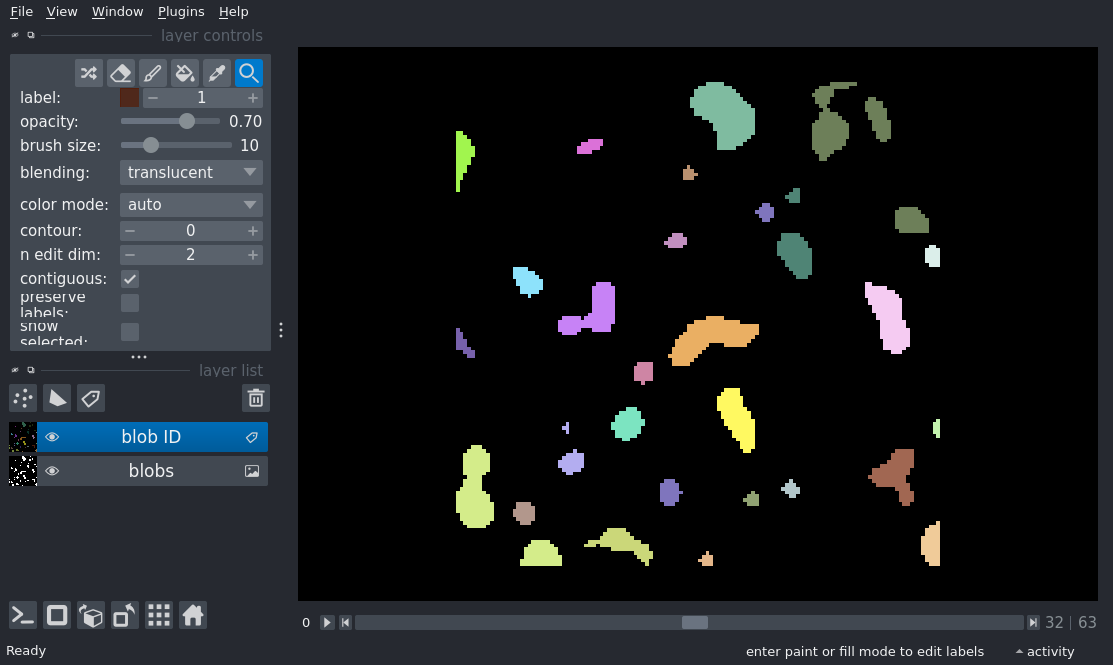 File View Window Plugins Help
layer controls
label: 1
opacity: 0.70
brush size: 10
blending: translucent
color mode: auto
contour: 0
n edit dim: 2
contiguous:
preserve
labels:
show
selected:
layer list
blob ID
blobs
0 32 | 63
Ready enter paint or fill mode to edit labels activity